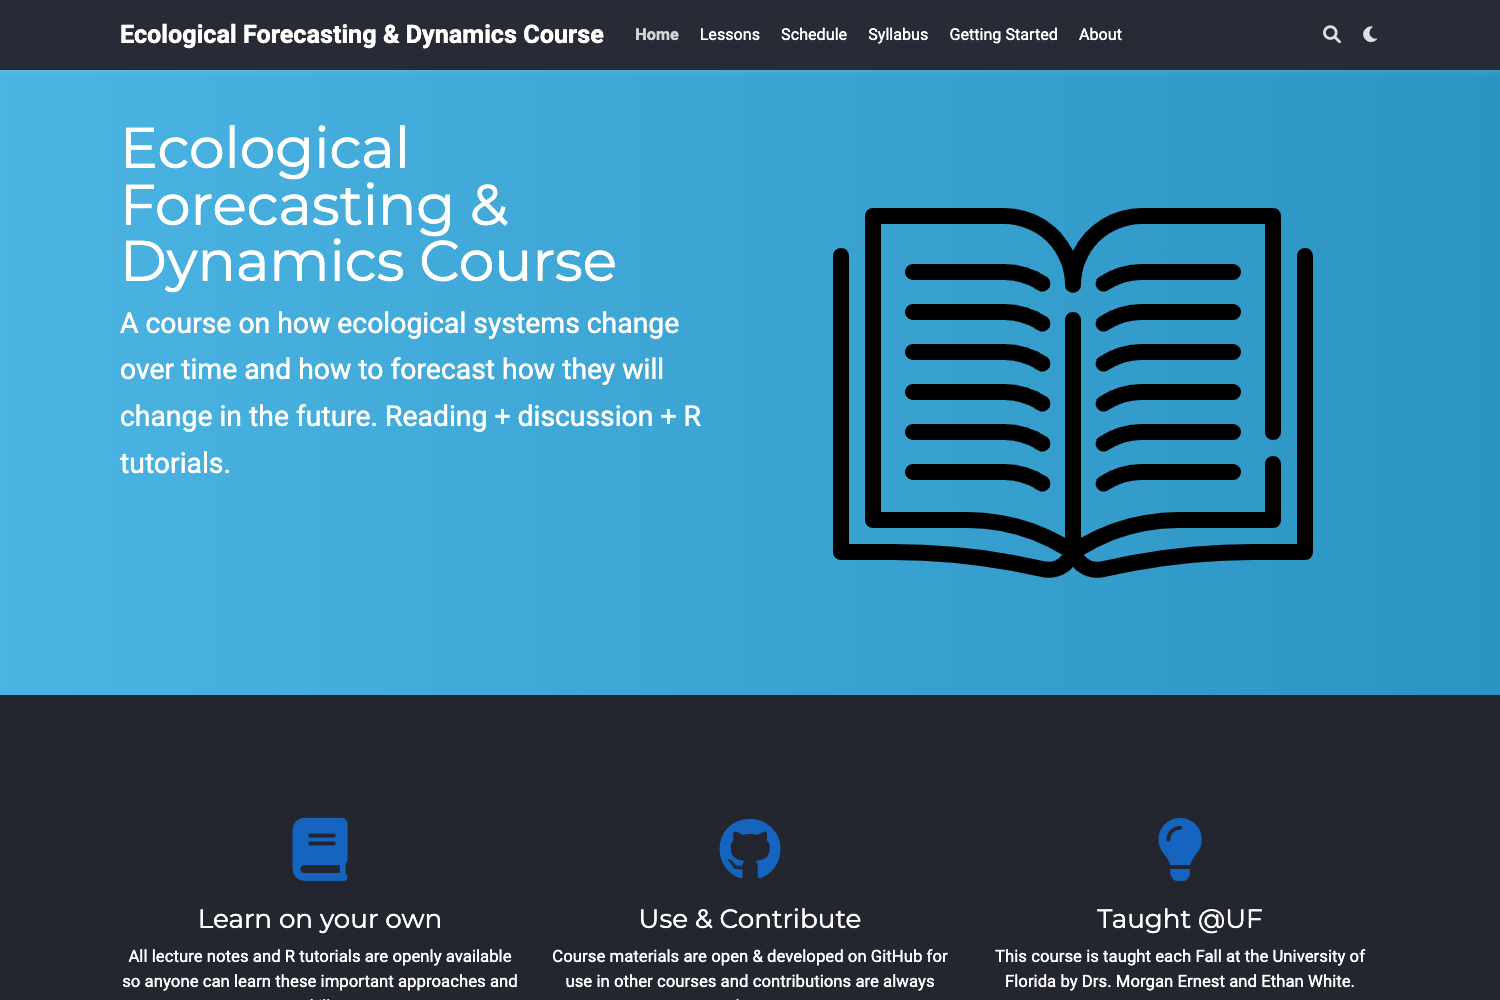 Ecological Forecasting & Dynamics Course
Home Lessons Schedule Syllabus Getting Started About
Ecological
Forecasting &
Dynamics Course
A course on how ecological systems change
over time and how to forecast how they will
change in the future. Reading + discussion + R
tutorials.
Learn on your own
All lecture notes and R tutorials are openly available
so anyone can learn these important approaches and
Use & Contribute
Course materials are open & developed on GitHub for
use in other courses and contributions are always
Taught @UF
This course is taught each Fall at the University of
Florida by Drs. Morgan Ernest and Ethan White.